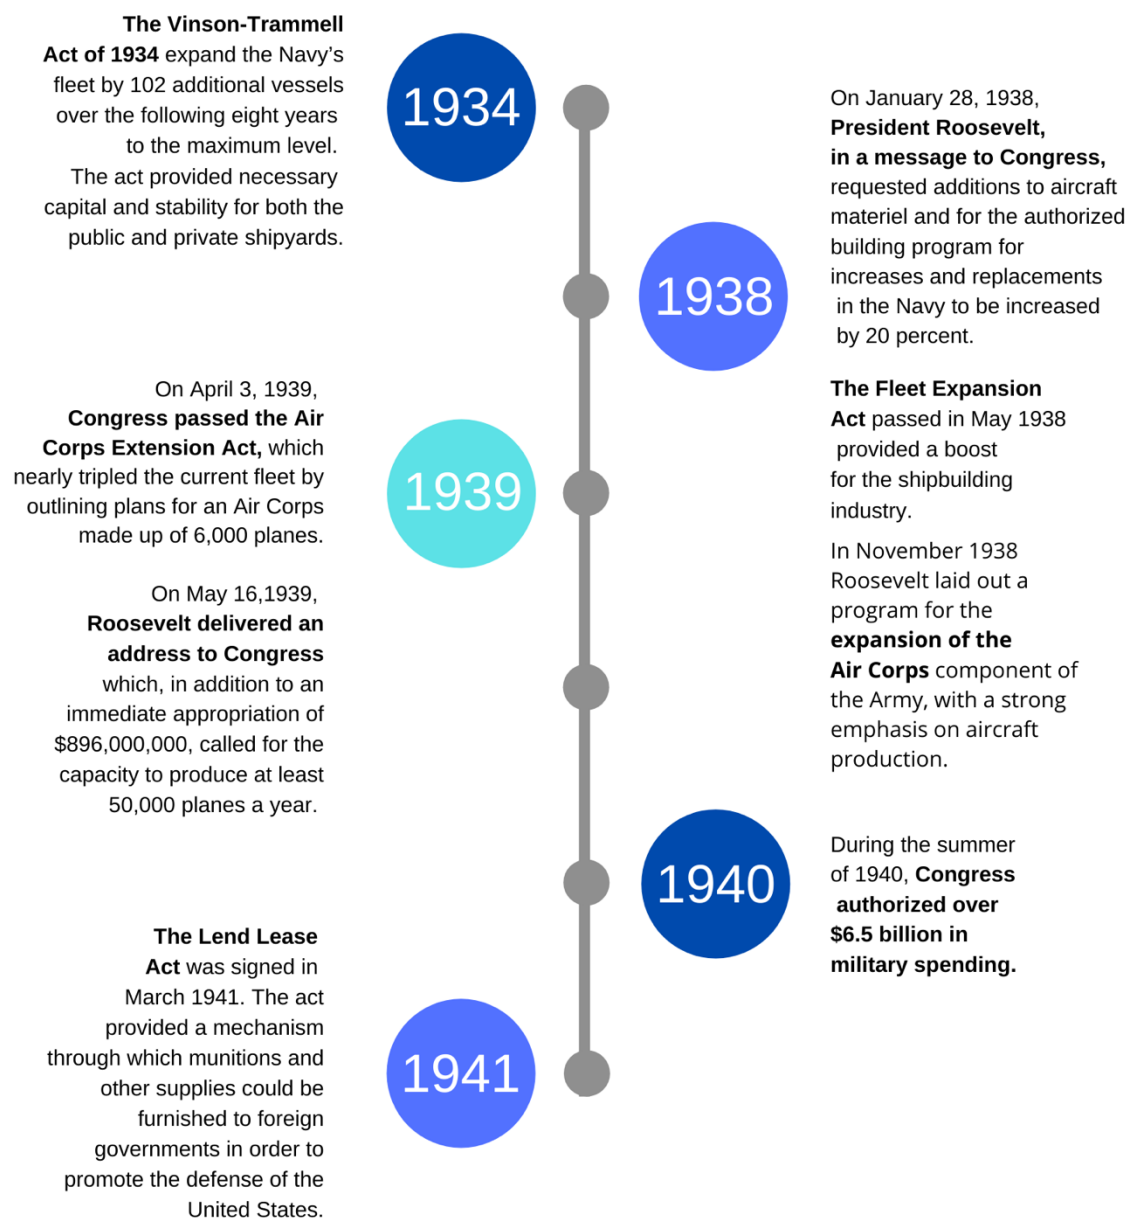 The Vinson-Trammell
Act of 1934 expand the Navy's
fleet by 102 additional vessels
over the following eight years
to the maximum level.
The act provided necessary
capital and stability for both the
public and private shipyards.
1934
On January 28, 1938,
President Roosevelt,
in a message to Congress,
requested additions to aircraft
materiel and for the authorized
building program for
increases and replacements
in the Navy to be increased
by 20 percent.
1938
The Fleet Expansion
Act passed in May 1938
provided a boost
for the shipbuilding
industry.
In November 1938
Roosevelt laid out a
program for the
expansion of the
Air Corps component of
the Army, with a strong
emphasis on aircraft
production.
On April 3, 1939,
Congress passed the Air
Corps Extension Act, which
nearly tripled the current fleet by
outlining plans for an Air Corps
made up of 6,000 planes.
1939
On May 16,1939,
Roosevelt delivered an
address to Congress
which, in addition to an
immediate appropriation of
$896,000,000, called for the
capacity to produce at least
50,000 planes a year.
1940
During the summer
of 1940, Congress
authorized over
$6.5 billion in
military spending.
The Lend Lease
Act was signed in
March 1941. The act
provided a mechanism
through which munitions and
other supplies could be
furnished to foreign
governments in order to
promote the defense of the
United States.
1941